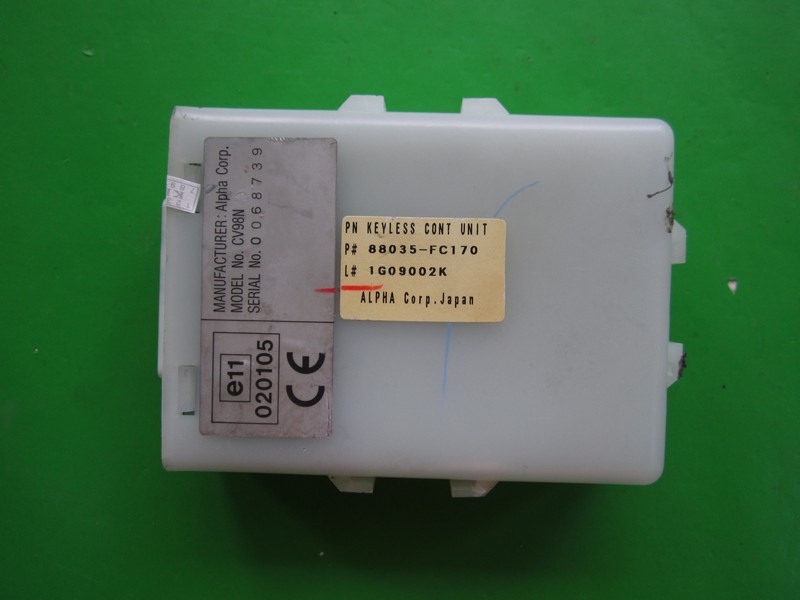 PN KEYLESS CONT UNIT
P# 88035-FC170
L# 1G09002K
ALPHA Corp.Japan
MANUFACTURER: Alpha Corp.
MODEL No. CV98N
SERIAL No. 0068739
e11
020105
CE